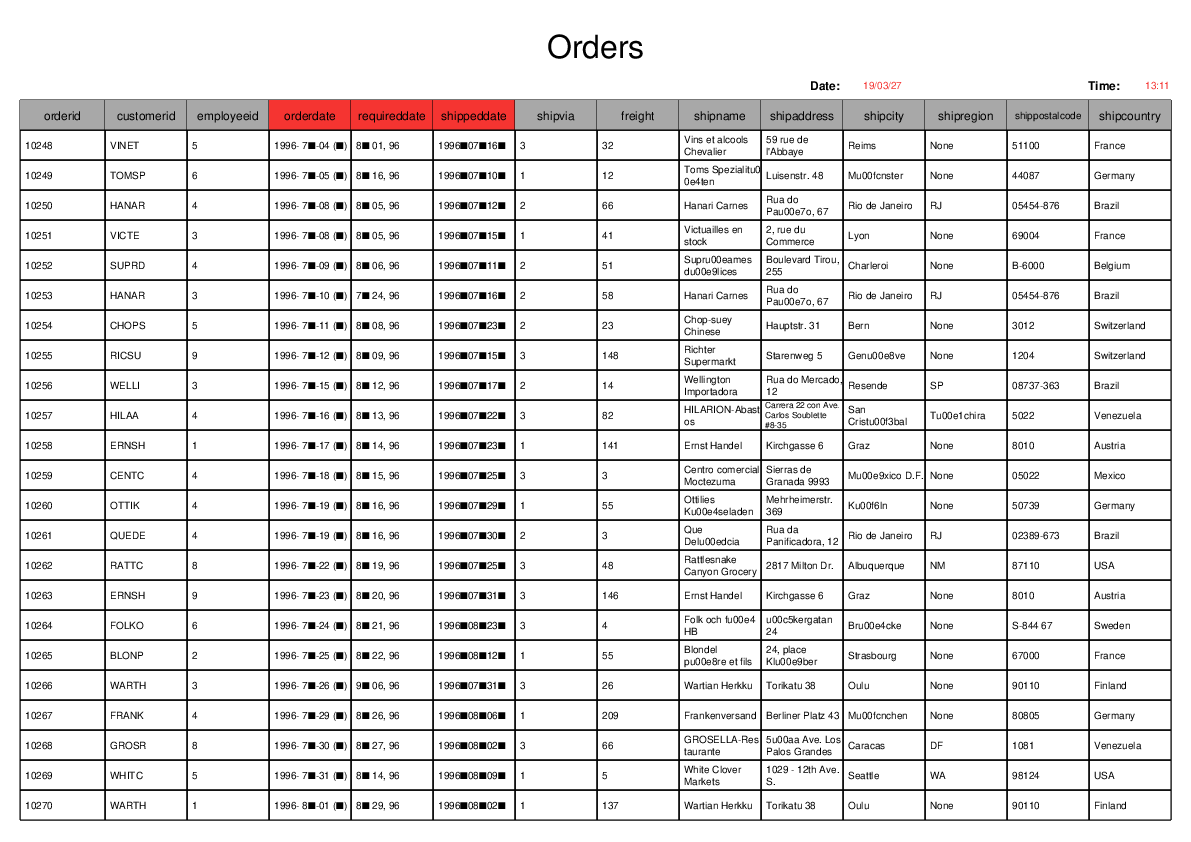 Orders
Date: 19/03/27 Time: 13:11
orderid customerid employeeid orderdate requireddate shippeddate shipvia freight shipname shipaddress shipcity shipregion shippostalcode shipcountry
10248 VINET 5 1996- 7■-04 (■) 8■ 01, 96 1996■07■16■ 3 32 Vins et alcools Chevalier 59 rue de l'Abbaye Reims None 51100 France
10249 TOMSP 6 1996- 7■-05 (■) 8■ 16, 96 1996■07■10■ 1 12 Toms Spezialitu00e4ten Luisenstr. 48 Mu00fcnster None 44087 Germany
10250 HANAR 4 1996- 7■-08 (■) 8■ 05, 96 1996■07■12■ 2 66 Hanari Carnes Rua do Pau00e7o, 67 Rio de Janeiro RJ 05454-876 Brazil
10251 VICTE 3 1996- 7■-08 (■) 8■ 05, 96 1996■07■15■ 1 41 Victuailles en stock 2, rue du Commerce Lyon None 69004 France
10252 SUPRD 4 1996- 7■-09 (■) 8■ 06, 96 1996■07■11■ 2 51 Supru00eames du00e9lices Boulevard Tirou, 255 Charleroi None B-6000 Belgium
10253 HANAR 3 1996- 7■-10 (■) 7■ 24, 96 1996■07■16■ 2 58 Hanari Carnes Rua do Pau00e7o, 67 Rio de Janeiro RJ 05454-876 Brazil
10254 CHOPS 5 1996- 7■-11 (■) 8■ 08, 96 1996■07■23■ 2 23 Chop-suey Chinese Hauptstr. 31 Bern None 3012 Switzerland
10255 RICSU 9 1996- 7■-12 (■) 8■ 09, 96 1996■07■15■ 3 148 Richter Supermarkt Starenweg 5 Genu00e8ve None 1204 Switzerland
10256 WELLI 3 1996- 7■-15 (■) 8■ 12, 96 1996■07■17■ 2 14 Wellington Importadora Rua do Mercado, 12 Resende SP 08737-363 Brazil
10257 HILAA 4 1996- 7■-16 (■) 8■ 13, 96 1996■07■22■ 3 82 HILARION-Abastos Carrera 22 con Ave. Carlos Soublette #8-35 San Cristu00f3bal Tu00e1chira 5022 Venezuela
10258 ERNSH 1 1996- 7■-17 (■) 8■ 14, 96 1996■07■23■ 1 141 Ernst Handel Kirchgasse 6 Graz None 8010 Austria
10259 CENTC 4 1996- 7■-18 (■) 8■ 15, 96 1996■07■25■ 3 3 Centro comercial Moctezuma Sierras de Granada 9993 Mu00e9xico D.F. None 05022 Mexico
10260 OTTIK 4 1996- 7■-19 (■) 8■ 16, 96 1996■07■29■ 1 55 Ottilies Ku00e4seladen Mehrheimerstr. 369 Ku00f6ln None 50739 Germany
10261 QUEDE 4 1996- 7■-19 (■) 8■ 16, 96 1996■07■30■ 2 3 Que Delu00edcia Rua da Panificadora, 12 Rio de Janeiro RJ 02389-673 Brazil
10262 RATTC 8 1996- 7■-22 (■) 8■ 19, 96 1996■07■25■ 3 48 Rattlesnake Canyon Grocery 2817 Milton Dr. Albuquerque NM 87110 USA
10263 ERNSH 9 1996- 7■-23 (■) 8■ 20, 96 1996■07■31■ 3 146 Ernst Handel Kirchgasse 6 Graz None 8010 Austria
10264 FOLKO 6 1996- 7■-24 (■) 8■ 21, 96 1996■08■23■ 3 4 Folk och fu00e4 HB u00c5kergatan 24 Bru00e4cke None S-844 67 Sweden
10265 BLONP 2 1996- 7■-25 (■) 8■ 22, 96 1996■08■12■ 1 55 Blondel pu00e8re et fils 24, place Klu00e9ber Strasbourg None 67000 France
10266 WARTH 3 1996- 7■-26 (■) 9■ 06, 96 1996■07■31■ 3 26 Wartian Herkku Torikatu 38 Oulu None 90110 Finland
10267 FRANK 4 1996- 7■-29 (■) 8■ 26, 96 1996■08■06■ 1 209 Frankenversand Berliner Platz 43 Mu00fcnchen None 80805 Germany
10268 GROSR 8 1996- 7■-30 (■) 8■ 27, 96 1996■08■02■ 3 66 GROSELLA-Restaurante 5u00aa Ave. Los Palos Grandes Caracas DF 1081 Venezuela
10269 WHITC 5 1996- 7■-31 (■) 8■ 14, 96 1996■08■09■ 1 5 White Clover Markets 1029 - 12th Ave. S. Seattle WA 98124 USA
10270 WARTH 1 1996- 8■-01 (■) 8■ 29, 96 1996■08■02■ 1 137 Wartian Herkku Torikatu 38 Oulu None 90110 Finland